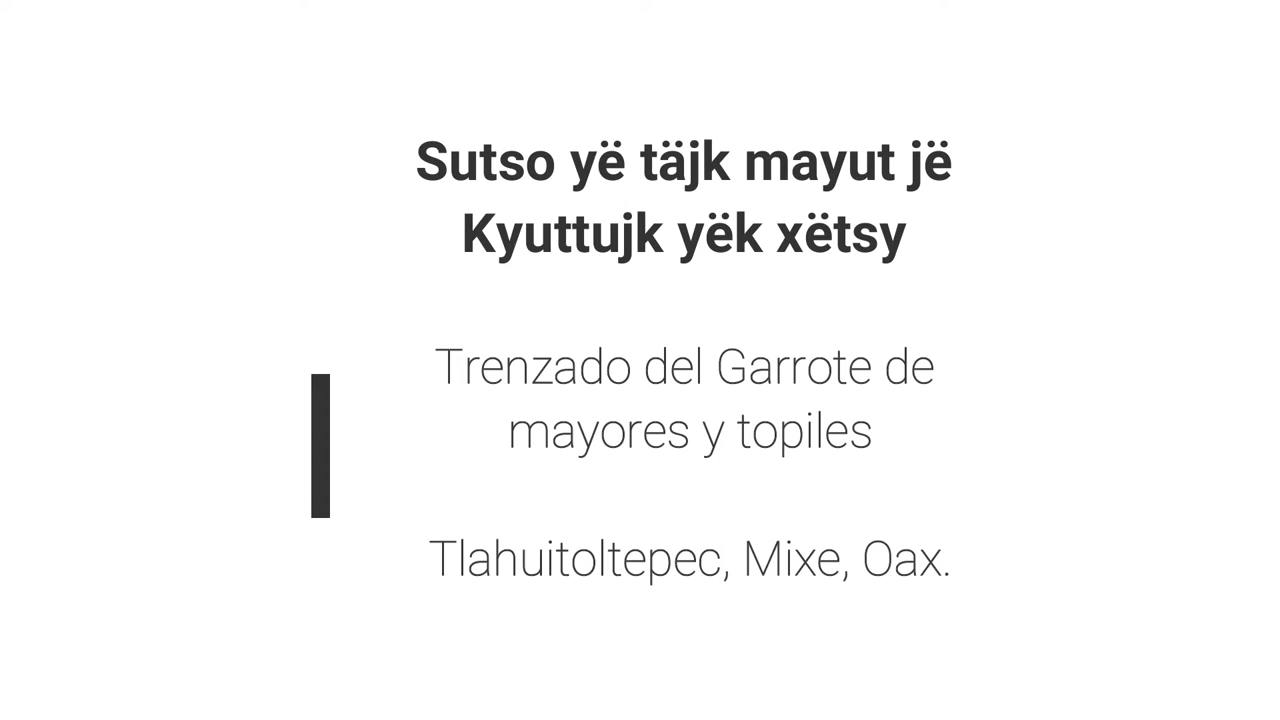 Sutso yë täjk mayut jë
Kyuttujk yëk xëtsy
Trenzado del Garrote de
mayores y topiles
Tlahuitoltepec, Mixe, Oax.